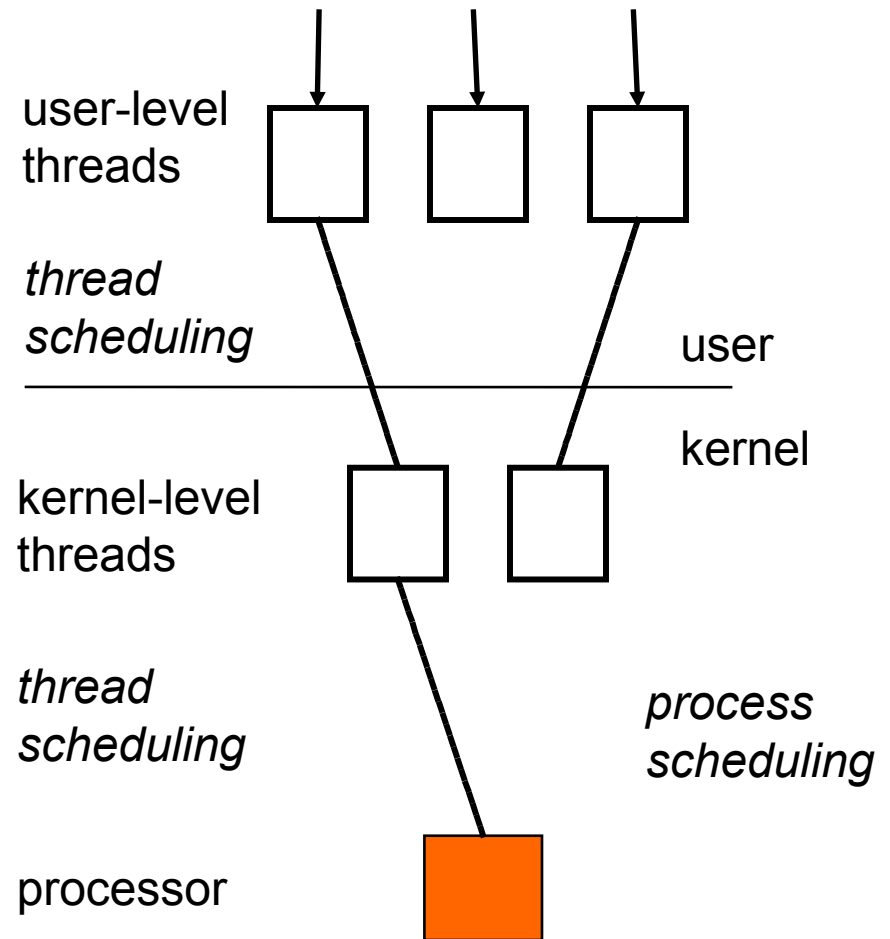 user-level
threads
thread
scheduling
user
kernel
kernel-level
threads
thread
scheduling
process
scheduling
processor